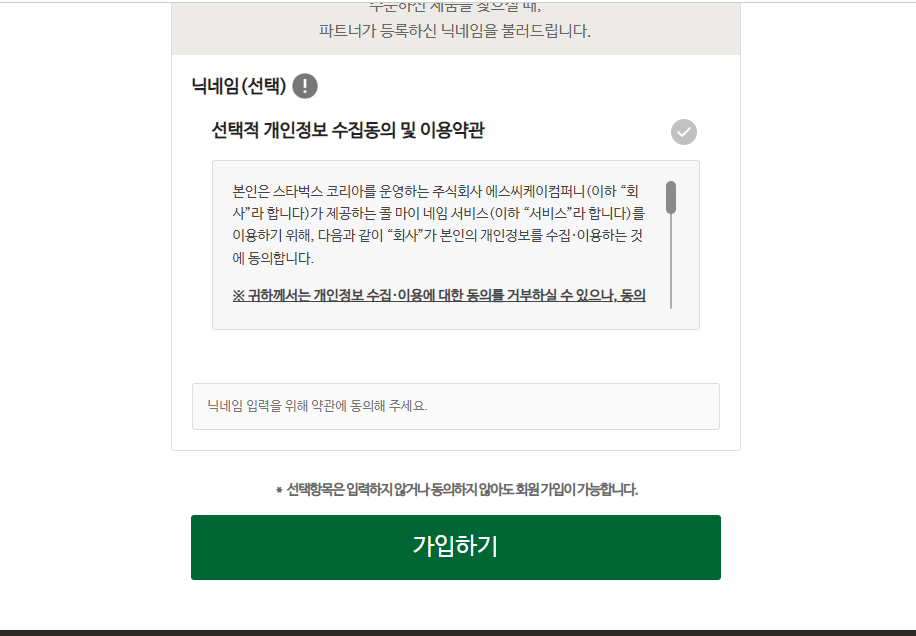 주문하신 제품을 찾으실 때,
파트너가 등록하신 닉네임을 불러드립니다.
닉네임(선택) !
선택적 개인정보 수집동의 및 이용약관
본인은 스타벅스 코리아를 운영하는 주식회사 에스씨케이컴퍼니(이하 “회
사”라 합니다)가 제공하는 콜 마이 네임 서비스(이하 “서비스”라 합니다)를
이용하기 위해, 다음과 같이 “회사”가 본인의 개인정보를 수집·이용하는 것
에 동의합니다.
※ 귀하께서는 개인정보 수집·이용에 대한 동의를 거부하실 수 있으나, 동의
닉네임 입력을 위해 약관에 동의해 주세요.
* 선택항목은 입력하지 않거나 동의하지 않아도 회원 가입이 가능합니다.
가입하기